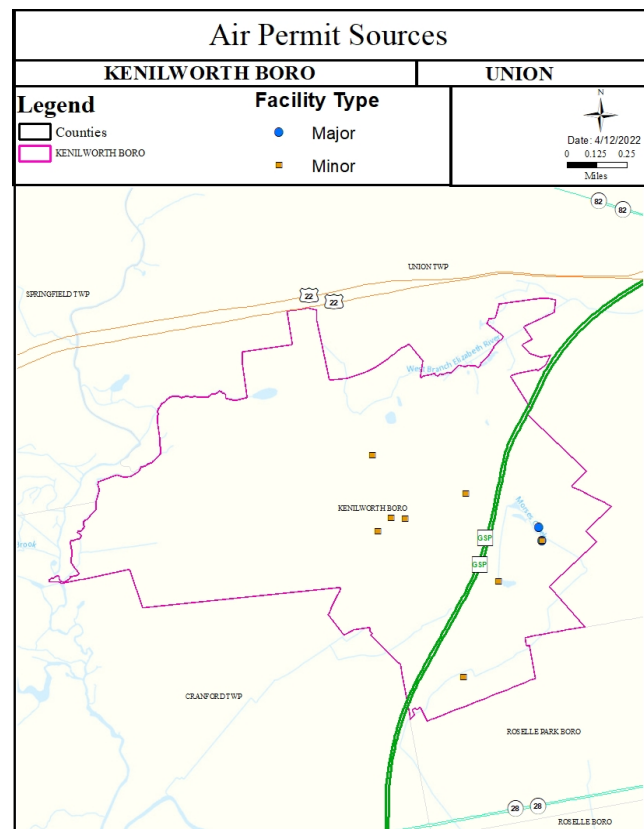 Air Permit Sources
KENILWORTH BORO
UNION
Legend
Counties
KENILWORTH BORO
Facility Type
Major
Minor
N
Date: 4/12/2022
0 0.125 0.25
Miles
82
82
UNION TWP
SPRINGFIELD TWP
22
22
West Branch Elizabeth River
KENILWORTH BORO
Morses
GSP
GSP
Brook
CRANFORD TWP
ROSELLE PARK BORO
28
28
ROSELLE BORO